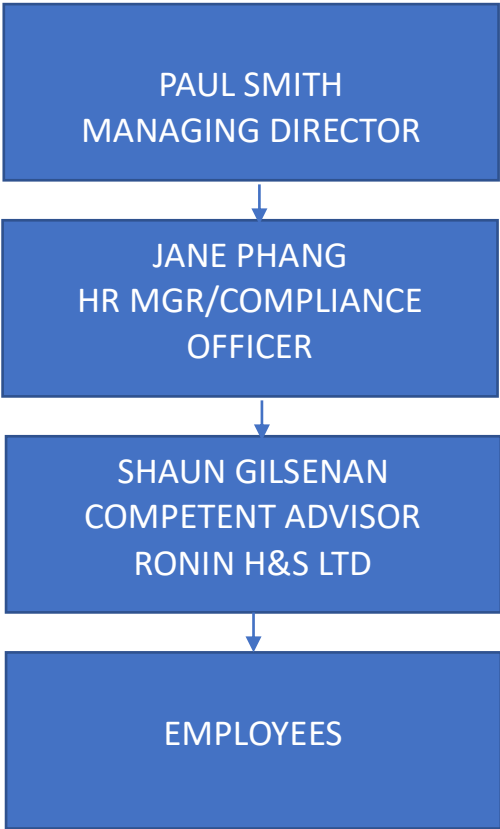 PAUL SMITH
MANAGING DIRECTOR
JANE PHANG
HR MGR/COMPLIANCE
OFFICER
SHAUN GILSENAN
COMPETENT ADVISOR
RONIN H&S LTD
EMPLOYEES